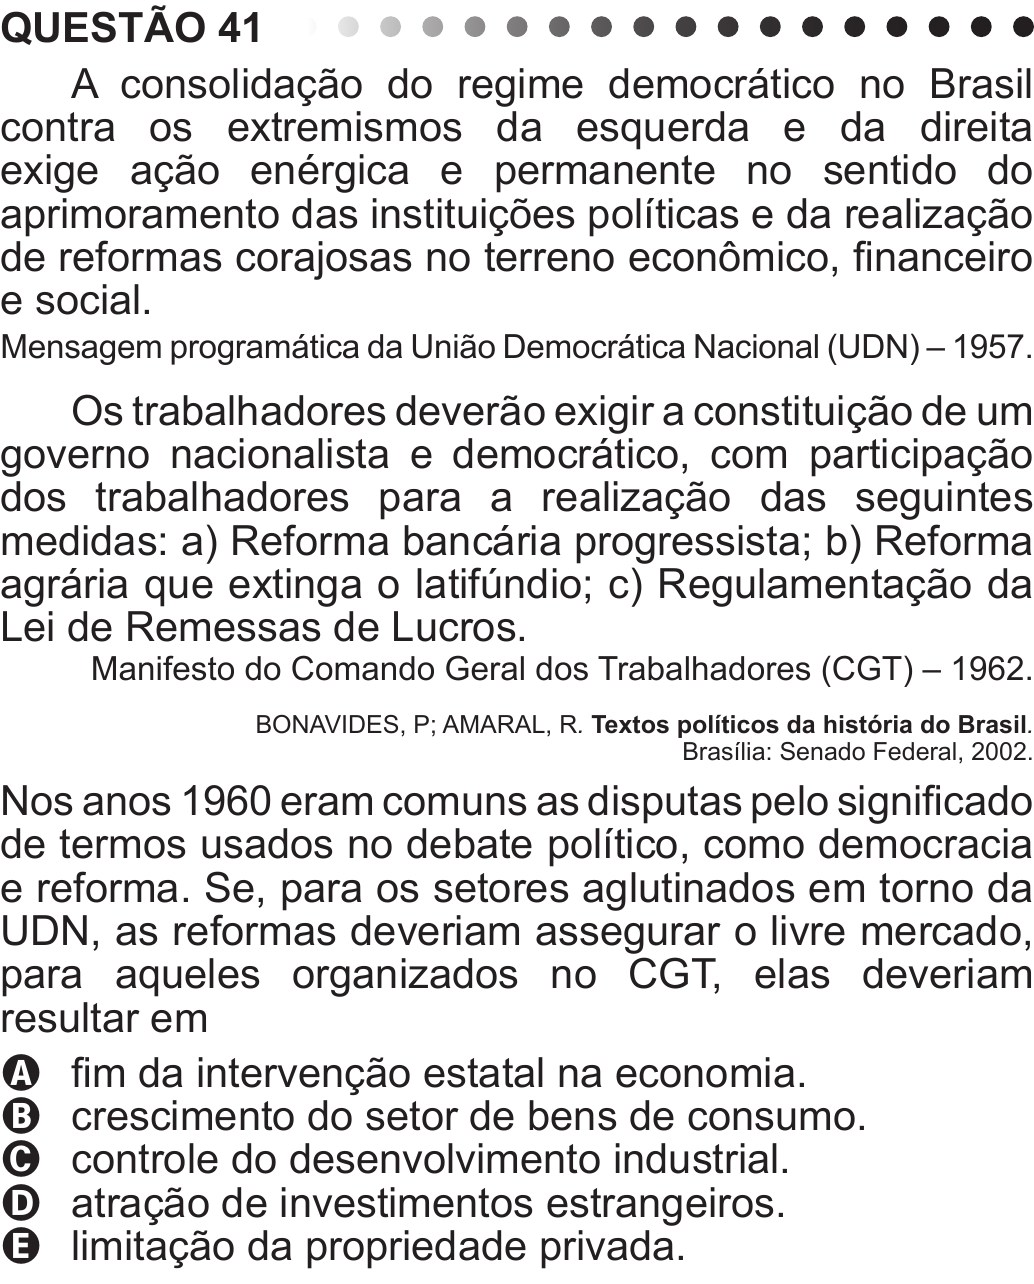 QUESTÃO 41
A consolidação do regime democrático no Brasil
contra os extremismos da esquerda e da direita
exige ação enérgica e permanente no sentido do
aprimoramento das instituições políticas e da realização
de reformas corajosas no terreno econômico, financeiro
e social.
Mensagem programática da União Democrática Nacional (UDN) – 1957.
Os trabalhadores deverão exigir a constituição de um
governo nacionalista e democrático, com participação
dos trabalhadores para a realização das seguintes
medidas: a) Reforma bancária progressista; b) Reforma
agrária que extinga o latifúndio; c) Regulamentação da
Lei de Remessas de Lucros.
Manifesto do Comando Geral dos Trabalhadores (CGT) – 1962.
BONAVIDES, P; AMARAL, R. Textos políticos da história do Brasil.
Brasília: Senado Federal, 2002.
Nos anos 1960 eram comuns as disputas pelo significado
de termos usados no debate político, como democracia
e reforma. Se, para os setores aglutinados em torno da
UDN, as reformas deveriam assegurar o livre mercado,
para aqueles organizados no CGT, elas deveriam
resultar em
A fim da intervenção estatal na economia.
B crescimento do setor de bens de consumo.
C controle do desenvolvimento industrial.
D atração de investimentos estrangeiros.
E limitação da propriedade privada.